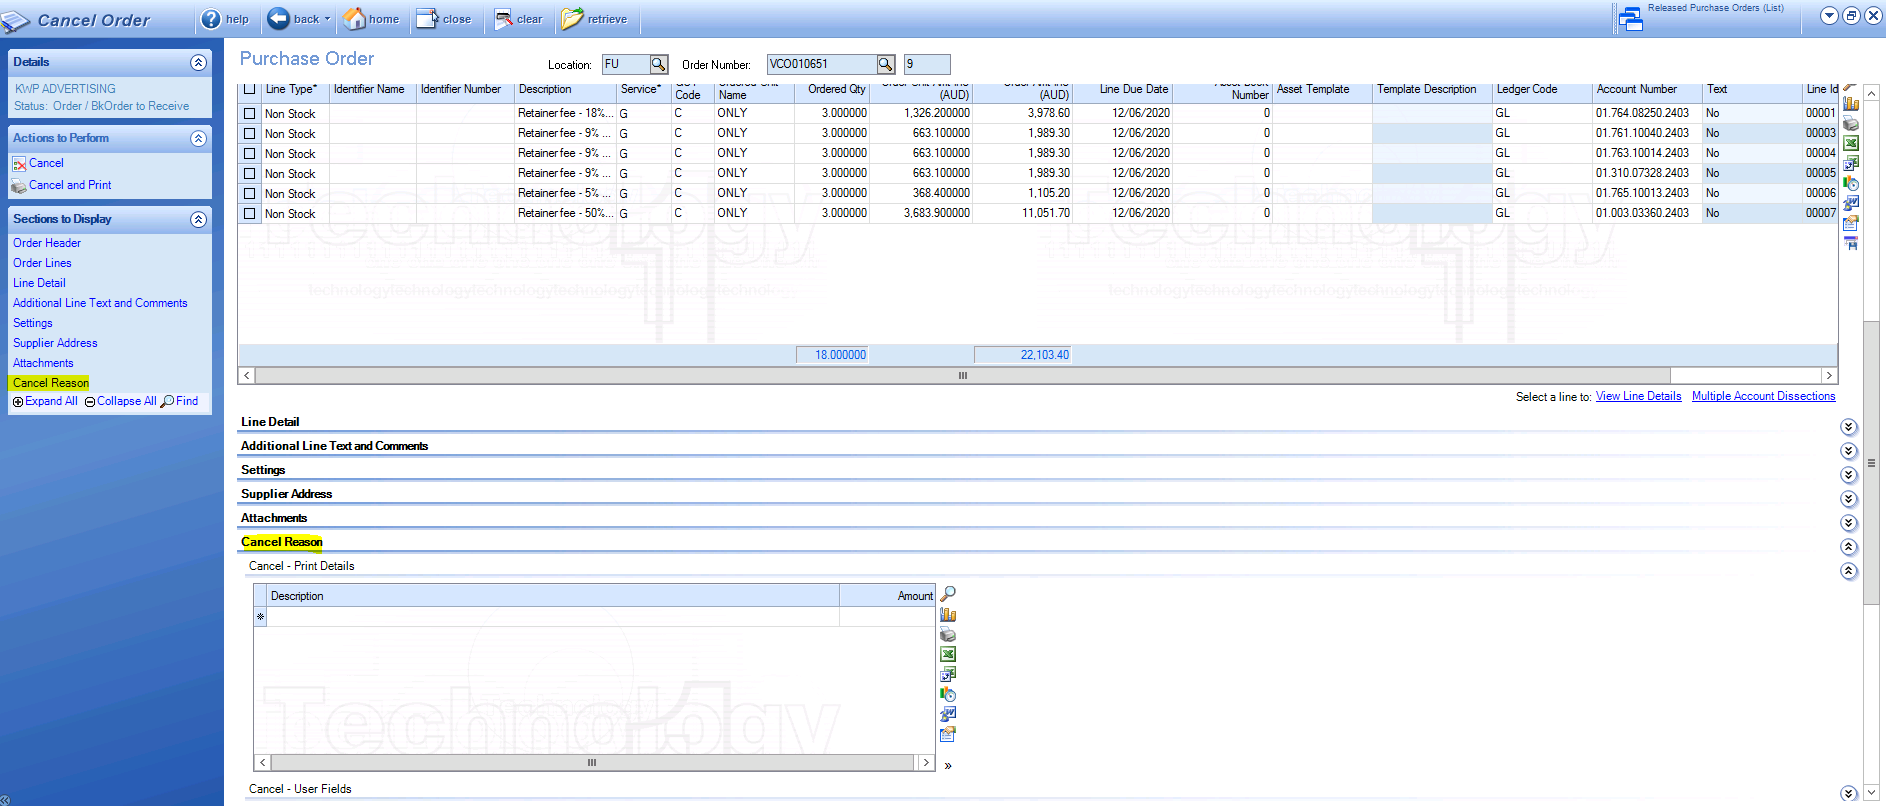 Cancel Order
help
back
home
close
clear
retrieve
Released Purchase Orders (List)
Details
KWP ADVERTISING
Status: Order / BkOrder to Receive
Actions to Perform
Cancel
Cancel and Print
Sections to Display
Order Header
Order Lines
Line Detail
Additional Line Text and Comments
Settings
Supplier Address
Attachments
Cancel Reason
Expand All Collapse All Find
Purchase Order
Location: FU Order Number: VCO010651 9
Line Type* Identifier Name Identifier Number Description Service* Code Name Ordered Qty (AUD) (AUD) Line Due Date Number Asset Template Template Description Ledger Code Account Number Text Line Id
Non Stock Retainer fee - 18%... G C ONLY 3.000000 1,326.200000 3,978.60 12/06/2020 0 GL 01.764.08250.2403 No 00001
Non Stock Retainer fee - 9% ... G C ONLY 3.000000 663.100000 1,989.30 12/06/2020 0 GL 01.761.10040.2403 No 00003
Non Stock Retainer fee - 9% ... G C ONLY 3.000000 663.100000 1,989.30 12/06/2020 0 GL 01.763.10014.2403 No 00004
Non Stock Retainer fee - 9% ... G C ONLY 3.000000 663.100000 1,989.30 12/06/2020 0 GL 01.310.07328.2403 No 00005
Non Stock Retainer fee - 5% ... G C ONLY 3.000000 368.400000 1,105.20 12/06/2020 0 GL 01.765.10013.2403 No 00006
Non Stock Retainer fee - 50%... G C ONLY 3.000000 3,683.900000 11,051.70 12/06/2020 0 GL 01.003.03360.2403 No 00007
18.000000 22,103.40
Select a line to: View Line Details Multiple Account Dissections
Line Detail
Additional Line Text and Comments
Settings
Supplier Address
Attachments
Cancel Reason
Cancel - Print Details
Description Amount
Technology
Cancel - User Fields